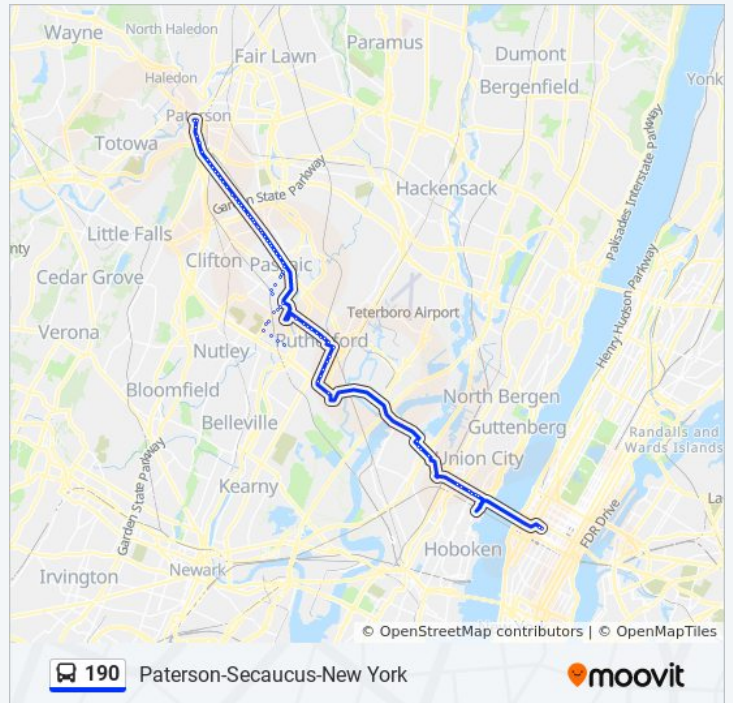 Wayne
North Haledon
Paramus
Dumont
Fair Lawn
Haledon
Bergenfield
Yonk
Paterson
Totowa
Palisades Interstate Parkway
Garden State Parkway
Hackensack
Little Falls
nty
Clifton
Passaic
Cedar Grove
Henry Hudson Parkway
Teterboro Airport
Verona
Rutherford
Nutley
Bloomfield
North Bergen
Belleville
Guttenberg
Randalls and
Wards Islands
Union City
Garden State Parkway
Kearny
La
FDR Drive
Hoboken
Newark
Irvington
© OpenStreetMap contributors | © OpenMapTiles
190 Paterson-Secaucus-New York
moovit